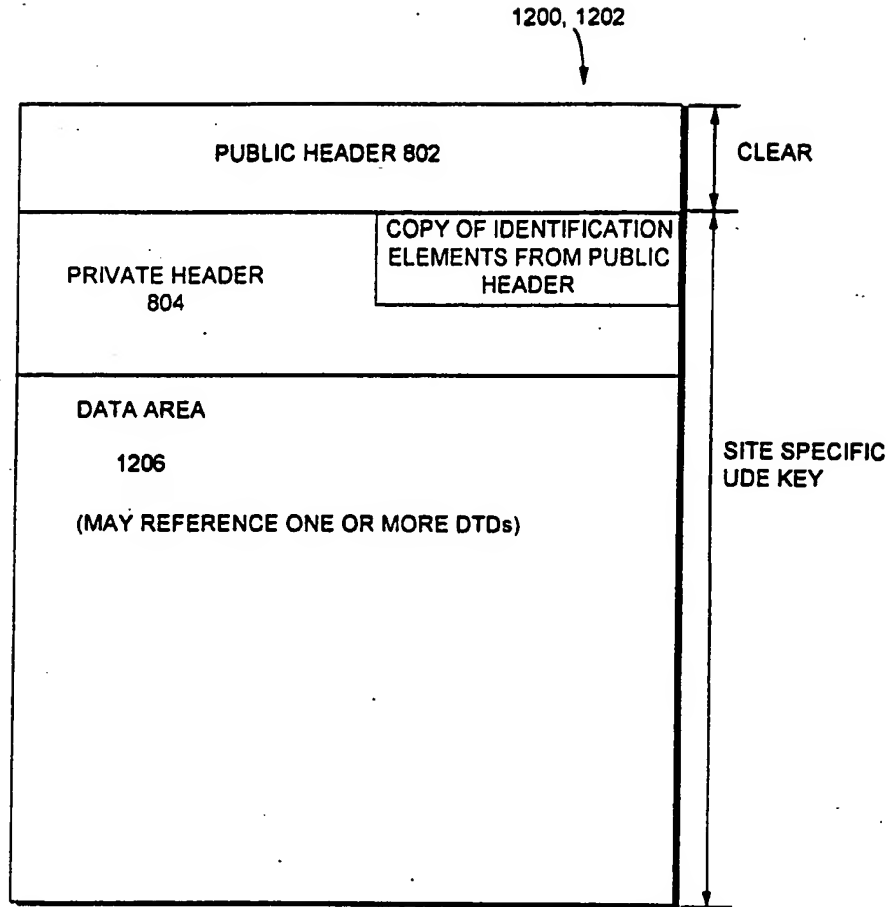 1200, 1202
PUBLIC HEADER 802
CLEAR
COPY OF IDENTIFICATION
ELEMENTS FROM PUBLIC
HEADER
PRIVATE HEADER
804
DATA AREA
1206
(MAY REFERENCE ONE OR MORE DTDs)
SITE SPECIFIC
UDE KEY